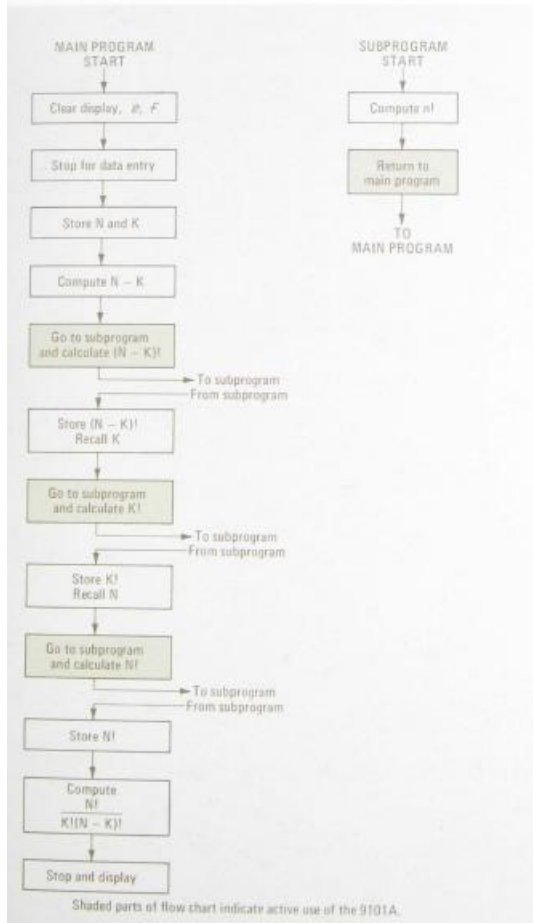 MAIN PROGRAM
START
Clear display, e, F
Stop for data entry
Store N and K
Compute N – K
Go to subprogram
and calculate (N – K)!
To subprogram
From subprogram
Store (N – K)!
Recall K
Go to subprogram
and calculate K!
To subprogram
From subprogram
Store K!
Recall N
Go to subprogram
and calculate N!
To subprogram
From subprogram
Store N!
Compute
N!
K!(N – K)!
Stop and display
SUBPROGRAM
START
Compute n!
Return to
main program
TO
MAIN PROGRAM
Shaded parts of flow chart indicate active use of the 9101A.